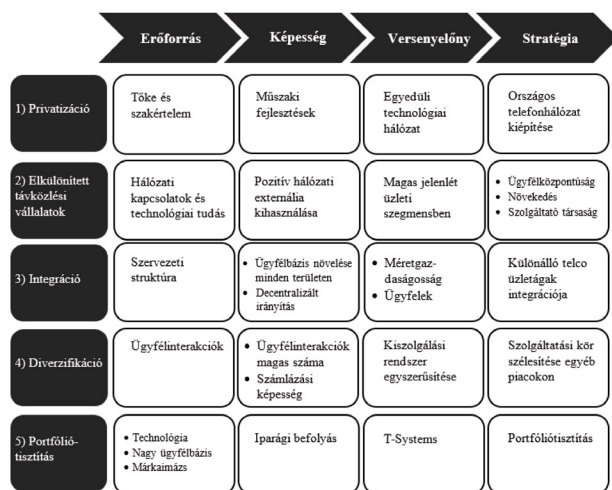 Erőforrás
Képesség
Versenyelőny
Stratégia
1) Privatizáció
Tőke és
szakértelem
Műszaki
fejlesztések
Egyedüli
technológiai
hálózat
Országos
telefonhálózat
kiépítése
2) Elkülönített
távközlési
vállalatok
Hálózati
kapcsolatok és
technológiai tudás
Pozitív hálózati
externália
kihasználása
Magas jelenlét
üzleti
szegmensben
• Ügyfélközpontúság
• Növekedés
• Szolgáltató társaság
3) Integráció
Szervezeti
struktúra
• Ügyfélbázis növelése
minden területen
• Decentralizált
irányítás
• Méretgaz-
daságosság
• Ügyfelek
Különálló telco
üzletágak
integrációja
4) Diverzifikáció
Ügyfélinterakciók
• Ügyfélinterakciók
magas száma
• Számlázási
képesség
Kiszolgálási
rendszer
egyszerűsítése
Szolgáltatási kör
szélesítése egyéb
piacokon
5) Portfólió-
tisztítás
• Technológia
• Nagy ügyfélbázis
• Márkaimázs
Iparági befolyás
T-Systems
Portfóliótisztítás